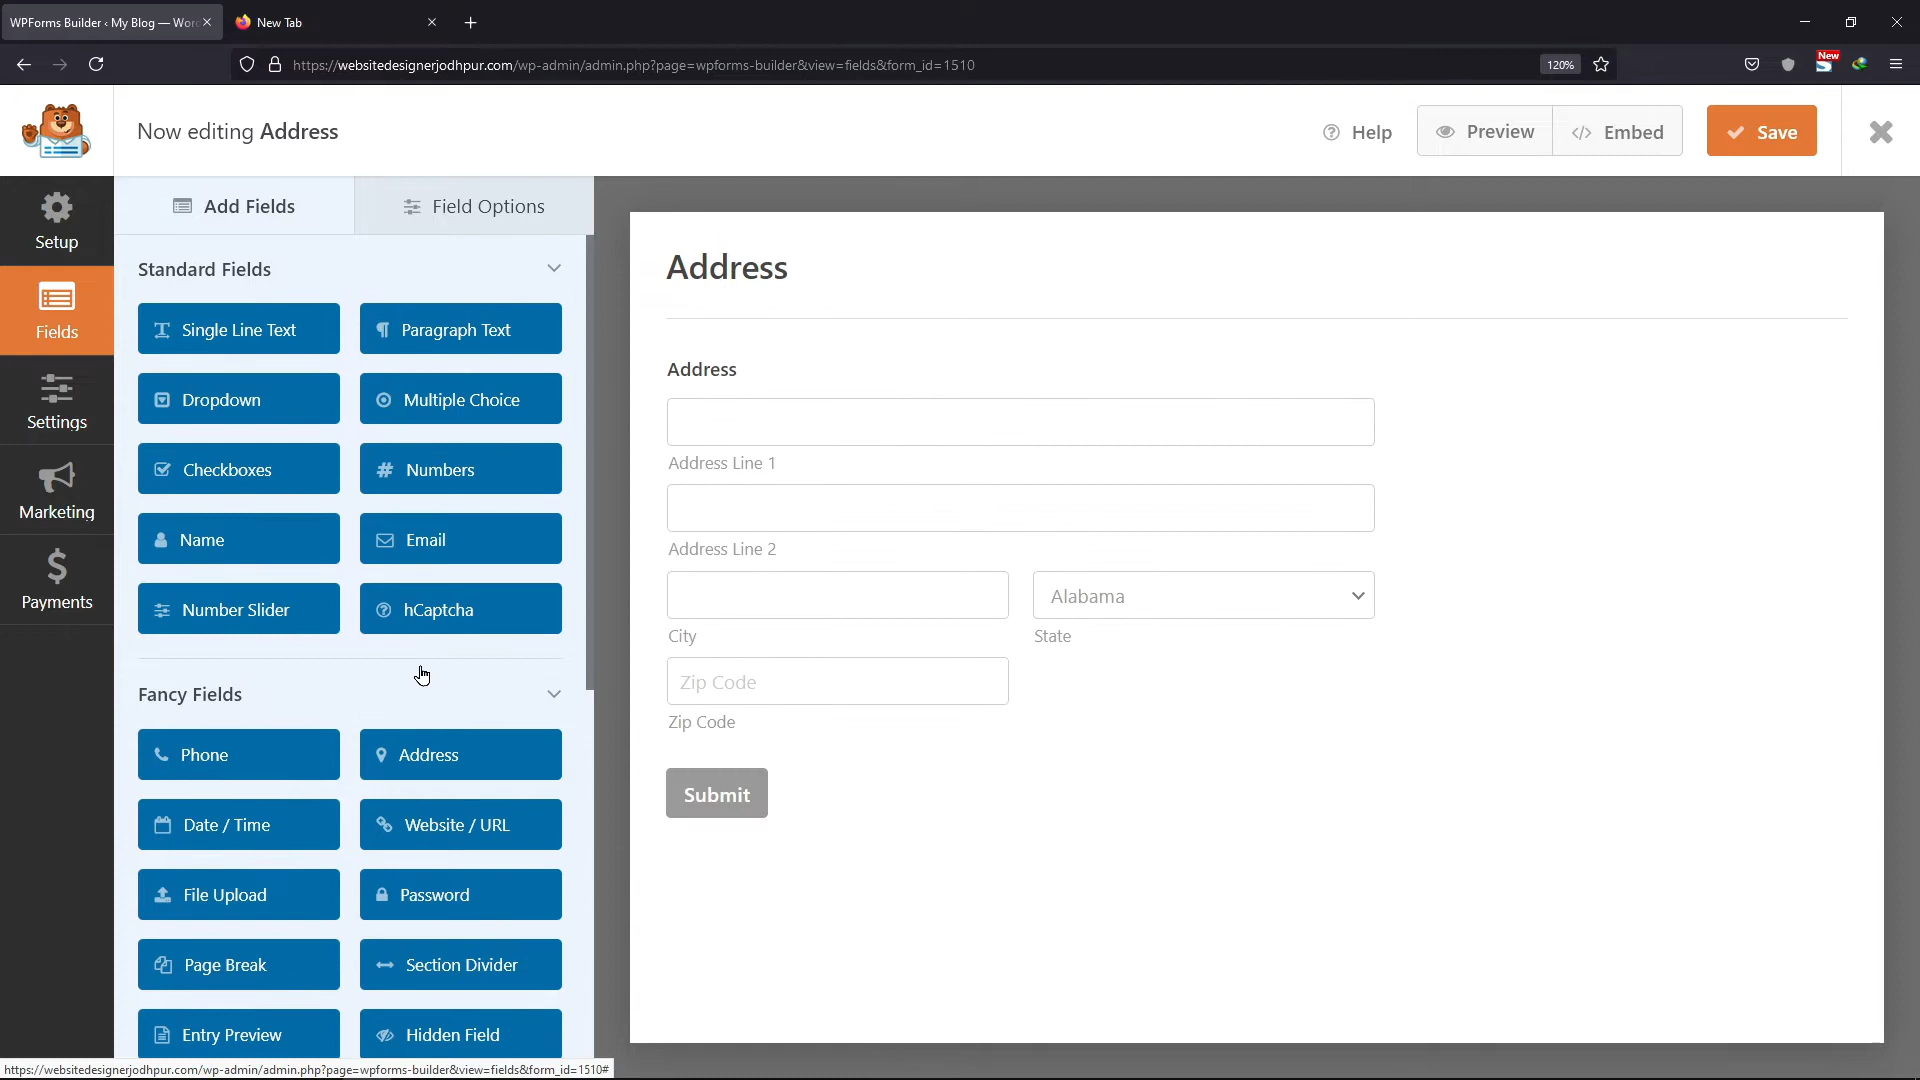 WPForms Builder ‹ My Blog — Wor
New Tab
https://websitedesignerjodhpur.com/wp-admin/admin.php?page=wpforms-builder&view=fields&form_id=1510
120%
New
Now editing Address
Help
Preview
Embed
Save
Setup
Fields
Settings
Marketing
Payments
Add Fields
Field Options
Standard Fields
Single Line Text
Paragraph Text
Dropdown
Multiple Choice
Checkboxes
Numbers
Name
Email
Number Slider
hCaptcha
Fancy Fields
Phone
Address
Date / Time
Website / URL
File Upload
Password
Page Break
Section Divider
Entry Preview
Hidden Field
Address
Address
Address Line 1
Address Line 2
Alabama
City
State
Zip Code
Zip Code
Submit
https://websitedesignerjodhpur.com/wp-admin/admin.php?page=wpforms-builder&view=fields&form_id=1510#